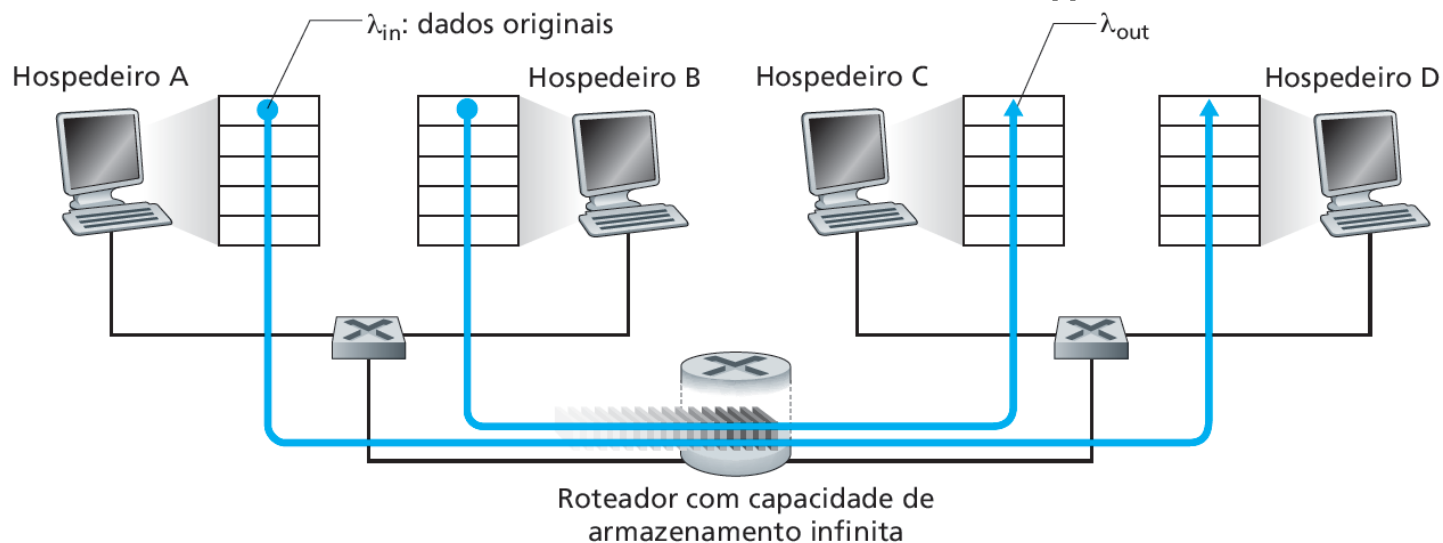 λin: dados originais
λout
Hospedeiro A
Hospedeiro B
Hospedeiro C
Hospedeiro D
Roteador com capacidade de
armazenamento infinita